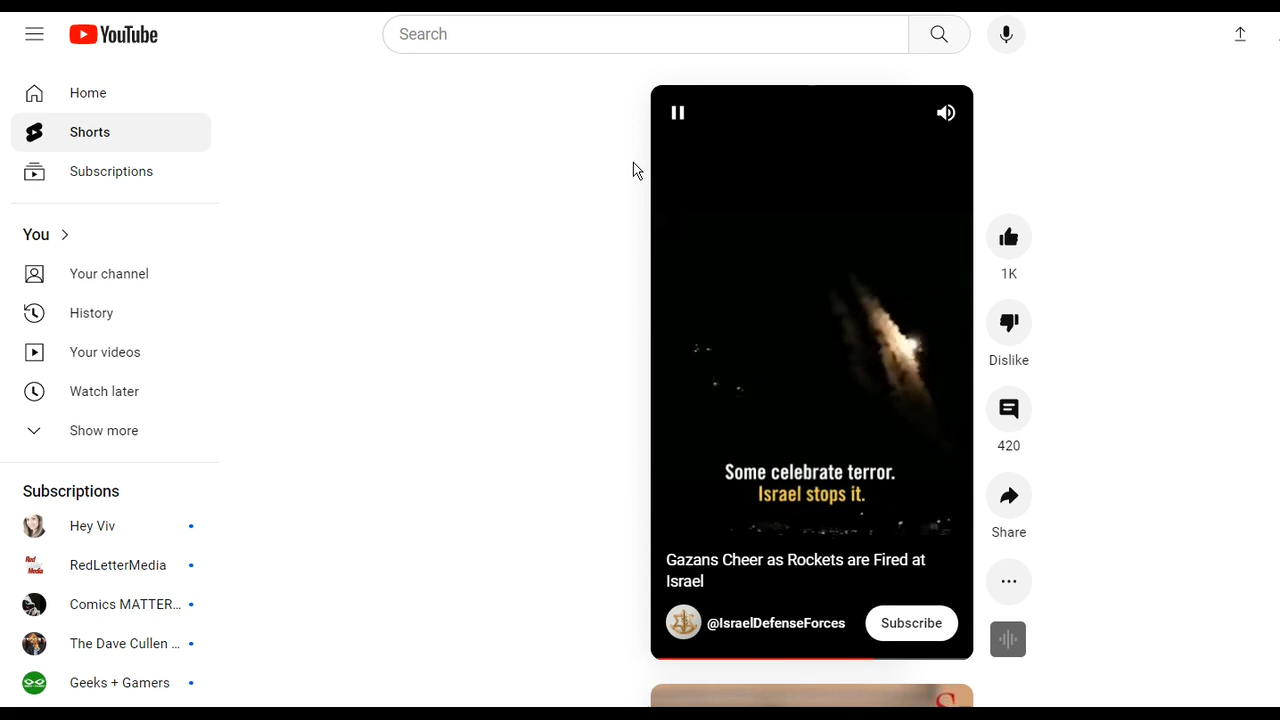 YouTube
Search
Home
Shorts
Subscriptions
You
Your channel
History
Your videos
Watch later
Show more
Subscriptions
Hey Viv
RedLetterMedia
Comics MATTER...
The Dave Cullen ...
Geeks + Gamers
Some celebrate terror.
Israel stops it.
Gazans Cheer as Rockets are Fired at
Israel
@IsraelDefenseForces
Subscribe
1K
Dislike
420
Share
Red
Media
S